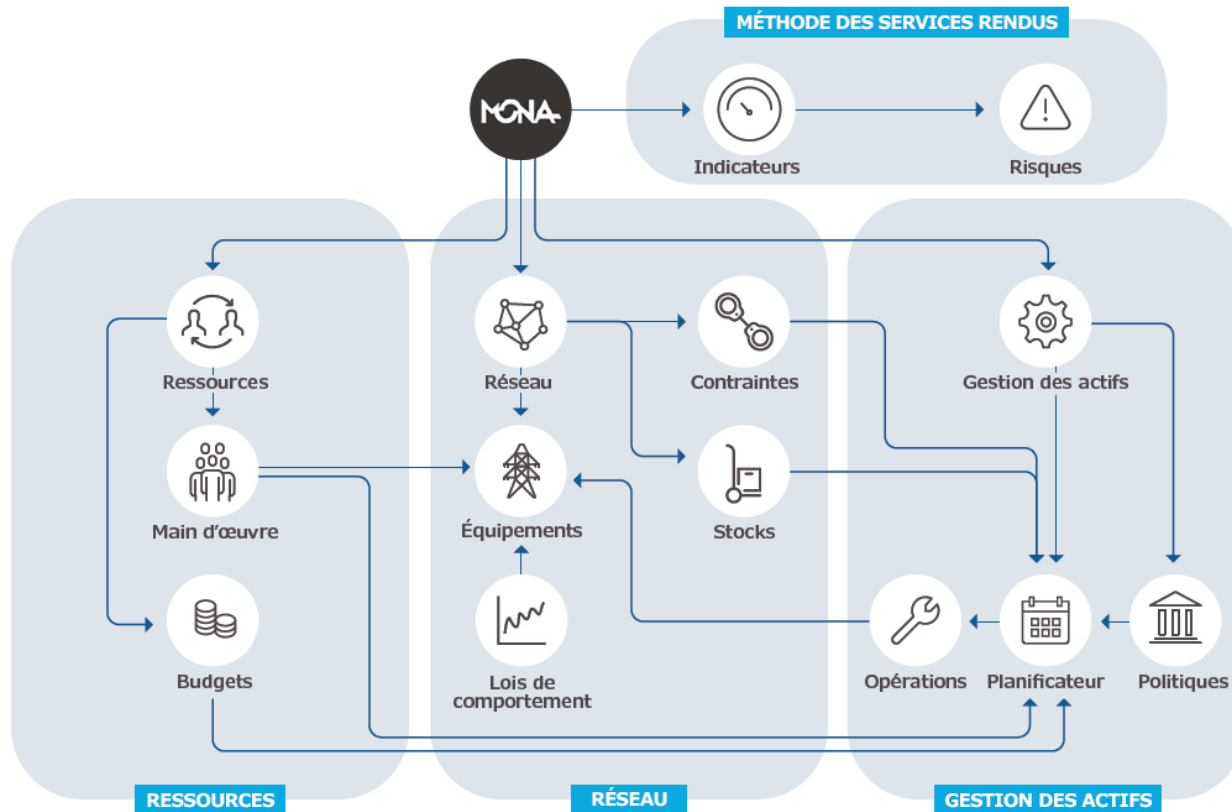 MÉTHODE DES SERVICES RENDUS
MONA
Indicateurs
Risques
Ressources
Réseau
Contraintes
Gestion des actifs
Main d'œuvre
Équipements
Stocks
Budgets
Lois de
comportement
Opérations
Planificateur
Politiques
RESSOURCES
RÉSEAU
GESTION DES ACTIFS